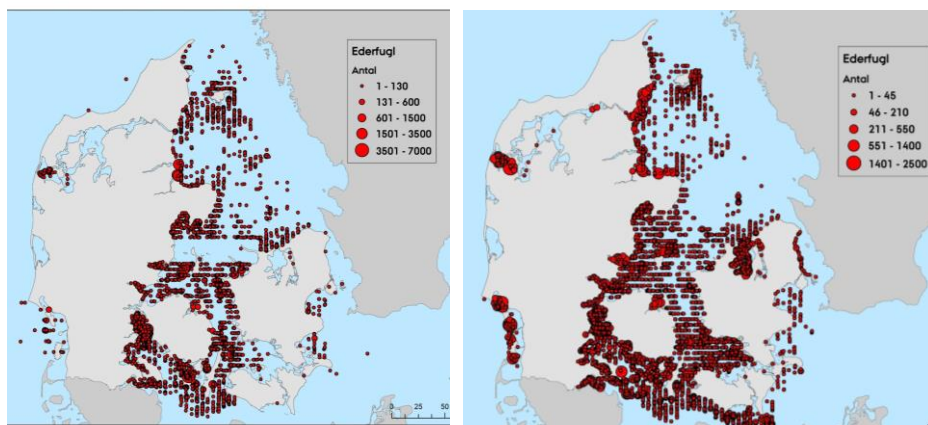 Ederfugl
Antal
1 - 130
131 - 600
601 - 1500
1501 - 3500
3501 - 7000
0 25 50
Ederfugl
Antal
1 - 45
46 - 210
211 - 550
551 - 1400
1401 - 2500